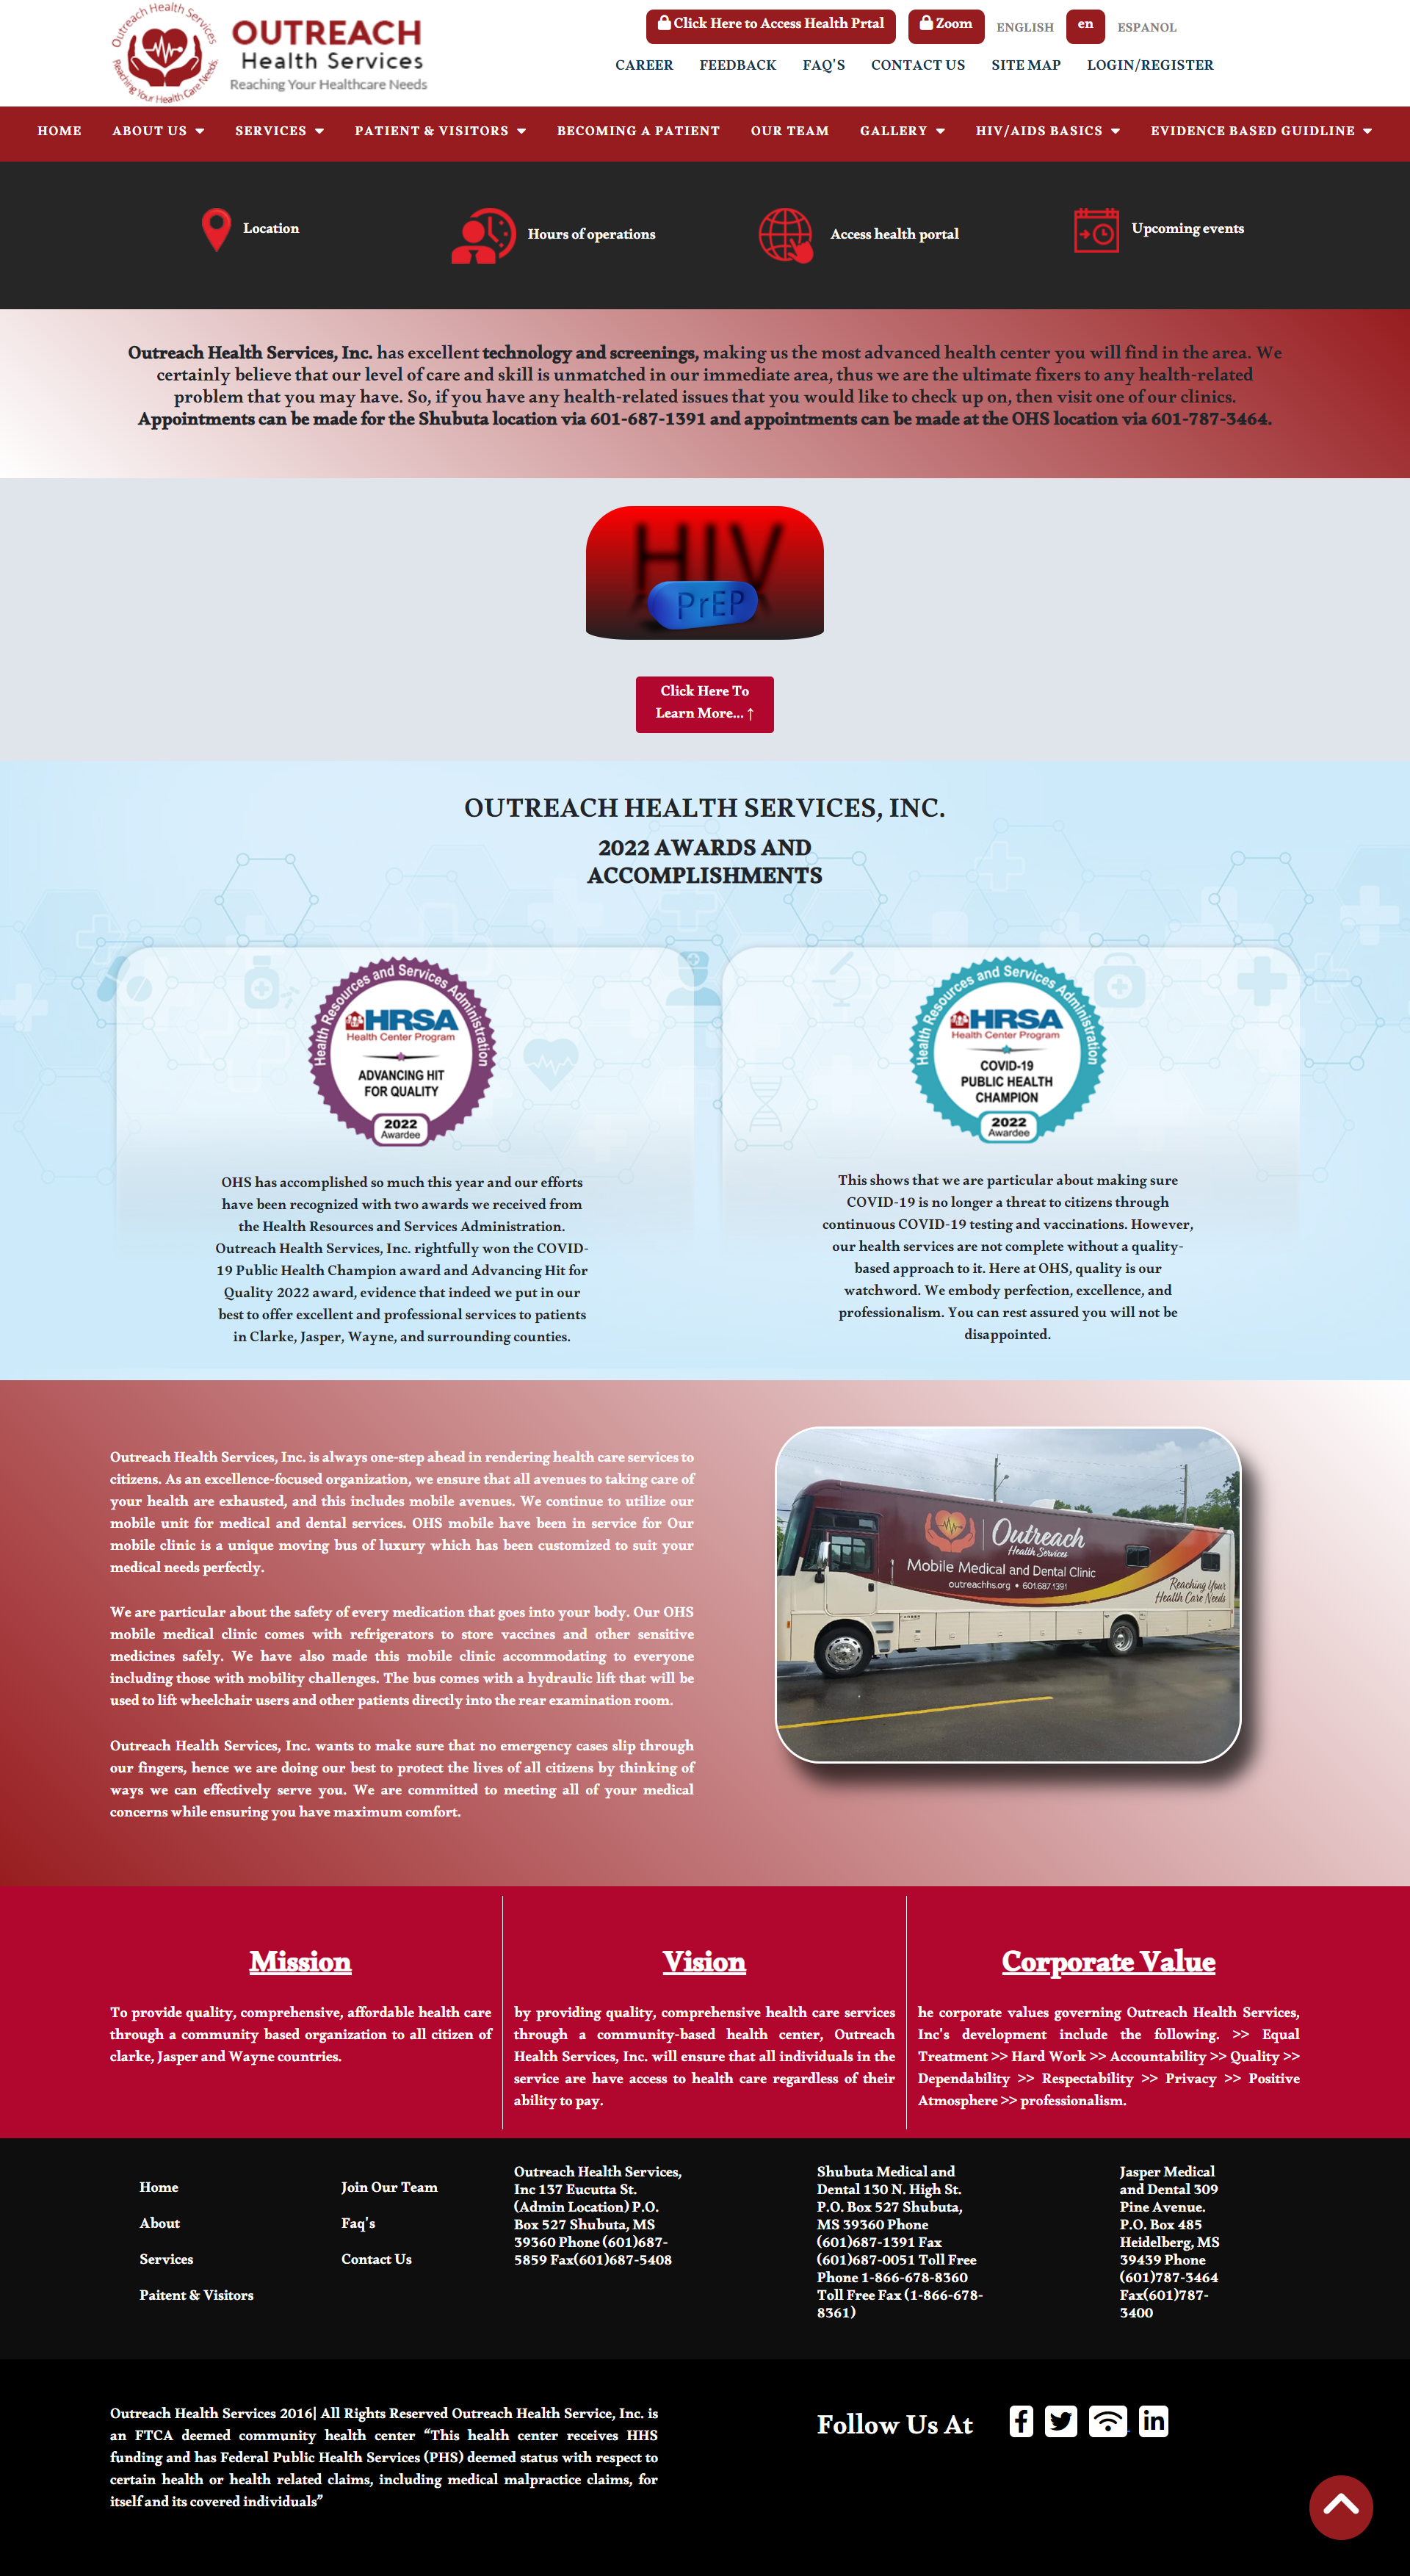 Outreach Health Services
Reaching Your Health Care Needs
OUTREACH
Health Services
Reaching Your Healthcare Needs
Click Here to Access Health Prtal
Zoom
ENGLISH
en
ESPANOL
CAREER
FEEDBACK
FAQ'S
CONTACT US
SITE MAP
LOGIN/REGISTER
HOME
ABOUT US
SERVICES
PATIENT & VISITORS
BECOMING A PATIENT
OUR TEAM
GALLERY
HIV/AIDS BASICS
EVIDENCE BASED GUIDLINE
Location
Hours of operations
Access health portal
Upcoming events
Outreach Health Services, Inc. has excellent technology and screenings, making us the most advanced health center you will find in the area. We
certainly believe that our level of care and skill is unmatched in our immediate area, thus we are the ultimate fixers to any health-related
problem that you may have. So, if you have any health-related issues that you would like to check up on, then visit one of our clinics.
Appointments can be made for the Shubuta location via 601-687-1391 and appointments can be made at the OHS location via 601-787-3464.
HIV
PrEP
Click Here To
Learn More... ↑
OUTREACH HEALTH SERVICES, INC.
2022 AWARDS AND
ACCOMPLISHMENTS
Health Resources and Services Administration
HRSA
Health Center Program
ADVANCING HIT
FOR QUALITY
2022
Awardee
OHS has accomplished so much this year and our efforts
have been recognized with two awards we received from
the Health Resources and Services Administration.
Outreach Health Services, Inc. rightfully won the COVID-
19 Public Health Champion award and Advancing Hit for
Quality 2022 award, evidence that indeed we put in our
best to offer excellent and professional services to patients
in Clarke, Jasper, Wayne, and surrounding counties.
Health Resources and Services Administration
HRSA
Health Center Program
COVID-19
PUBLIC HEALTH
CHAMPION
2022
Awardee
This shows that we are particular about making sure
COVID-19 is no longer a threat to citizens through
continuous COVID-19 testing and vaccinations. However,
our health services are not complete without a quality-
based approach to it. Here at OHS, quality is our
watchword. We embody perfection, excellence, and
professionalism. You can rest assured you will not be
disappointed.
Outreach Health Services, Inc. is always one-step ahead in rendering health care services to
citizens. As an excellence-focused organization, we ensure that all avenues to taking care of
your health are exhausted, and this includes mobile avenues. We continue to utilize our
mobile unit for medical and dental services. OHS mobile have been in service for Our
mobile clinic is a unique moving bus of luxury which has been customized to suit your
medical needs perfectly.
We are particular about the safety of every medication that goes into your body. Our OHS
mobile medical clinic comes with refrigerators to store vaccines and other sensitive
medicines safely. We have also made this mobile clinic accommodating to everyone
including those with mobility challenges. The bus comes with a hydraulic lift that will be
used to lift wheelchair users and other patients directly into the rear examination room.
Outreach Health Services, Inc. wants to make sure that no emergency cases slip through
our fingers, hence we are doing our best to protect the lives of all citizens by thinking of
ways we can effectively serve you. We are committed to meeting all of your medical
concerns while ensuring you have maximum comfort.
Outreach
Health Services
Mobile Medical and Dental Clinic
outreachhs.org • 601.687.1391
Reaching Your
Health Care Needs
Mission
To provide quality, comprehensive, affordable health care
through a community based organization to all citizen of
clarke, Jasper and Wayne countries.
Vision
by providing quality, comprehensive health care services
through a community-based health center, Outreach
Health Services, Inc. will ensure that all individuals in the
service are have access to health care regardless of their
ability to pay.
Corporate Value
he corporate values governing Outreach Health Services,
Inc's development include the following. >> Equal
Treatment >> Hard Work >> Accountability >> Quality >>
Dependability >> Respectability >> Privacy >> Positive
Atmosphere >> professionalism.
Home
About
Services
Paitent & Visitors
Join Our Team
Faq's
Contact Us
Outreach Health Services,
Inc 137 Eucutta St.
(Admin Location) P.O.
Box 527 Shubuta, MS
39360 Phone (601)687-
5859 Fax(601)687-5408
Shubuta Medical and
Dental 130 N. High St.
P.O. Box 527 Shubuta,
MS 39360 Phone
(601)687-1391 Fax
(601)687-0051 Toll Free
Phone 1-866-678-8360
Toll Free Fax (1-866-678-
8361)
Jasper Medical
and Dental 309
Pine Avenue.
P.O. Box 485
Heidelberg, MS
39439 Phone
(601)787-3464
Fax(601)787-
3400
Outreach Health Services 2016| All Rights Reserved Outreach Health Service, Inc. is
an FTCA deemed community health center “This health center receives HHS
funding and has Federal Public Health Services (PHS) deemed status with respect to
certain health or health related claims, including medical malpractice claims, for
itself and its covered individuals”
Follow Us At